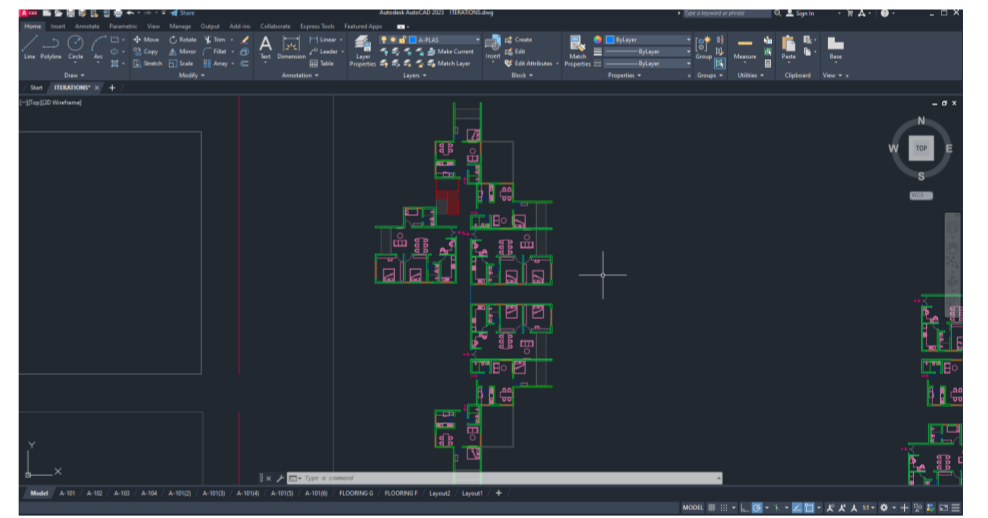 A CAD Share Autodesk AutoCAD 2023 ITERATIONS.dwg Type a keyword or phrase Sign In
Home Insert Annotate Parametric View Manage Output Add-ins Collaborate Express Tools Featured Apps
Line Polyline Circle Arc Move Rotate Trim Text Dimension Linear Layer Properties A-PLAS Insert Create Match Properties ByLayer Group Measure Paste Base
Copy Mirror Fillet Leader Make Current Edit ByLayer
Stretch Scale Array Table Match Layer Edit Attributes ByLayer
Draw Modify Annotation Layers Block Properties Groups Utilities Clipboard View
Start ITERATIONS* +
[-][Top][2D Wireframe]
N
W TOP E
S
WCS
Y
X
Type a command
Model A-101 A-102 A-103 A-104 A-101(2) A-101(3) A-101(4) A-101(5) A-101(6) FLOORING G FLOORING F Layout2 Layout1 +
MODEL